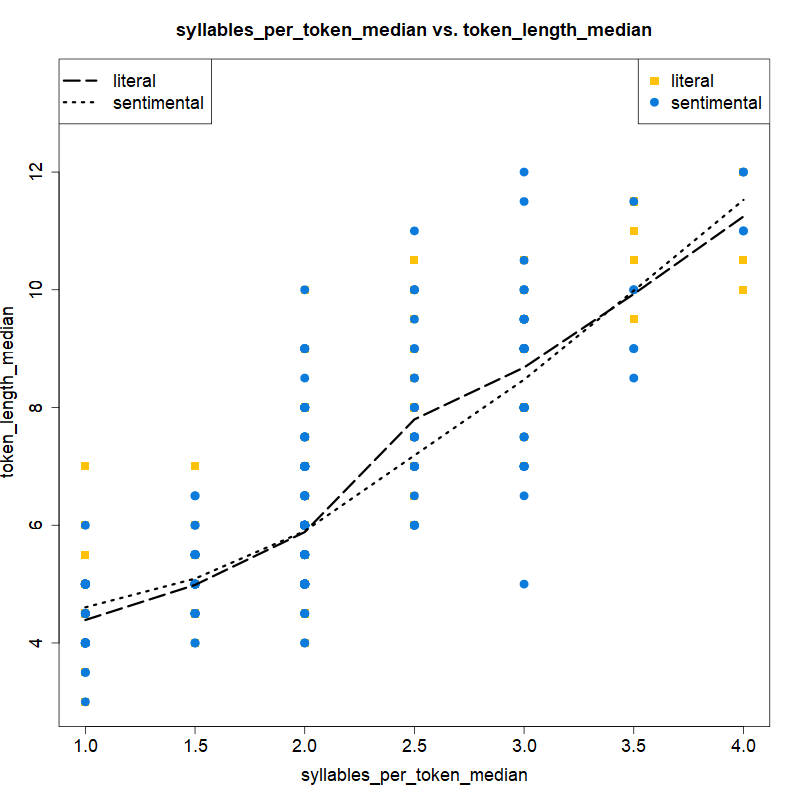 syllables_per_token_median vs. token_length_median
literal
sentimental
literal
sentimental
token_length_median
12
10
8
6
4
1.0 1.5 2.0 2.5 3.0 3.5 4.0
syllables_per_token_median